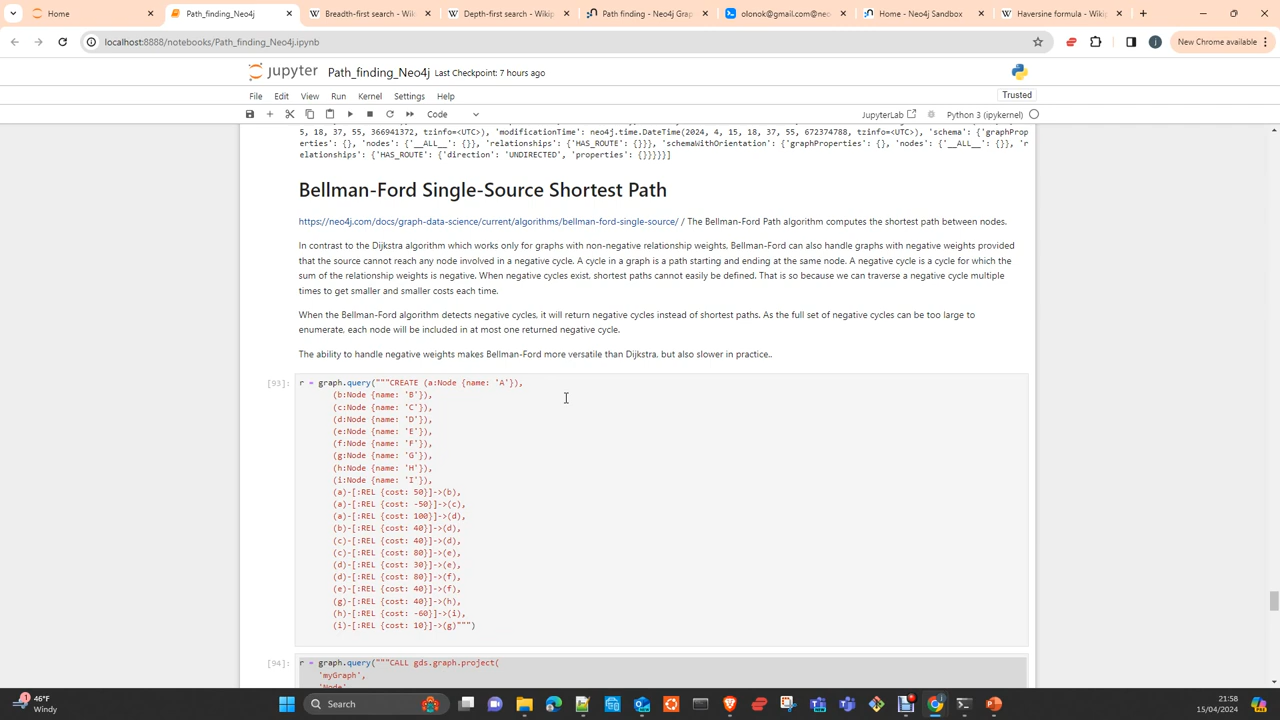 Home
Path_finding_Neo4j
Breadth-first search - Wiki
Depth-first search - Wikip
Path finding - Neo4j Gra
olonok@gmail.com@neo
Home - Neo4j Sandbox
Haversine formula - Wikip
localhost:8888/notebooks/Path_finding_Neo4j.ipynb
New Chrome available
jupyter Path_finding_Neo4j Last Checkpoint: 7 hours ago
File Edit View Run Kernel Settings Help
Trusted
Code
JupyterLab
Python 3 (ipykernel)
5, 18, 37, 55, 366941372, tzinfo=<UTC>), 'modificationTime': neo4j.time.DateTime(2024, 4, 15, 18, 37, 55, 672374788, tzinfo=<UTC>), 'schema': {'graphProp
erties': {}, 'nodes': {'__ALL__': {}}, 'relationships': {'HAS_ROUTE': {}}}, 'schemaWithOrientation': {'graphProperties': {}, 'nodes': {'__ALL__': {}}, 'r
elationships': {'HAS_ROUTE': {'direction': 'UNDIRECTED', 'properties': {}}}}}]
Bellman-Ford Single-Source Shortest Path
https://neo4j.com/docs/graph-data-science/current/algorithms/bellman-ford-single-source/ / The Bellman-Ford Path algorithm computes the shortest path between nodes.
In contrast to the Dijkstra algorithm which works only for graphs with non-negative relationship weights, Bellman-Ford can also handle graphs with negative weights provided
that the source cannot reach any node involved in a negative cycle. A cycle in a graph is a path starting and ending at the same node. A negative cycle is a cycle for which the
sum of the relationship weights is negative. When negative cycles exist, shortest paths cannot easily be defined. That is so because we can traverse a negative cycle multiple
times to get smaller and smaller costs each time.
When the Bellman-Ford algorithm detects negative cycles, it will return negative cycles instead of shortest paths. As the full set of negative cycles can be too large to
enumerate, each node will be included in at most one returned negative cycle.
The ability to handle negative weights makes Bellman-Ford more versatile than Dijkstra, but also slower in practice..
[93]: r = graph.query("""CREATE (a:Node {name: 'A'}),
(b:Node {name: 'B'}),
(c:Node {name: 'C'}),
(d:Node {name: 'D'}),
(e:Node {name: 'E'}),
(f:Node {name: 'F'}),
(g:Node {name: 'G'}),
(h:Node {name: 'H'}),
(i:Node {name: 'I'}),
(a)-[:REL {cost: 50}]->(b),
(a)-[:REL {cost: -50}]->(c),
(a)-[:REL {cost: 100}]->(d),
(b)-[:REL {cost: 40}]->(d),
(c)-[:REL {cost: 40}]->(d),
(c)-[:REL {cost: 80}]->(e),
(d)-[:REL {cost: 30}]->(e),
(d)-[:REL {cost: 80}]->(f),
(e)-[:REL {cost: 40}]->(f),
(g)-[:REL {cost: 40}]->(h),
(h)-[:REL {cost: -60}]->(i),
(i)-[:REL {cost: 10}]->(g)""")
[94]: r = graph.query("""CALL gds.graph.project(
'myGraph',
'Node'
46°F
Windy
Search
21:58
15/04/2024